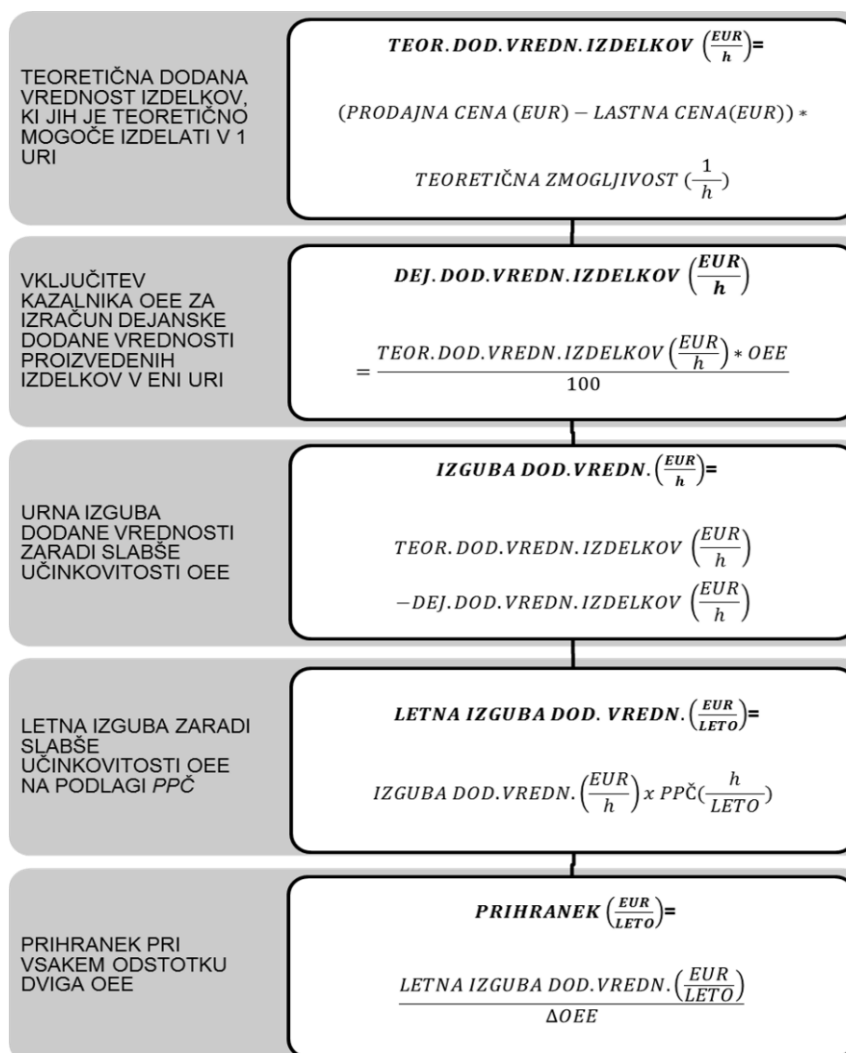 TEORETIČNA DODANA
VREDNOST IZDELKOV,
KI JIH JE TEORETIČNO
MOGOČE IZDELATI V 1
URI
TEOR.DOD.VREDN.IZDELKOV (EUR/h)=
(PRODAJNA CENA (EUR) − LASTNA CENA(EUR)) ∗
TEORETIČNA ZMOGLJIVOST (1/h)
VKLJUČITEV
KAZALNIKA OEE ZA
IZRAČUN DEJANSKE
DODANE VREDNOSTI
PROIZVEDENIH
IZDELKOV V ENI URI
DEJ.DOD.VREDN.IZDELKOV (EUR/h)
= TEOR.DOD.VREDN.IZDELKOV(EUR/h) ∗ OEE / 100
URNA IZGUBA
DODANE VREDNOSTI
ZARADI SLABŠE
UČINKOVITOSTI OEE
IZGUBA DOD.VREDN.(EUR/h)=
TEOR.DOD.VREDN.IZDELKOV (EUR/h)
−DEJ.DOD.VREDN.IZDELKOV (EUR/h)
LETNA IZGUBA ZARADI
SLABŠE
UČINKOVITOSTI OEE
NA PODLAGI PPČ
LETNA IZGUBA DOD. VREDN.(EUR/LETO)=
IZGUBA DOD.VREDN.(EUR/h) x PPČ(h/LETO)
PRIHRANEK PRI
VSAKEM ODSTOTKU
DVIGA OEE
PRIHRANEK (EUR/LETO)=
LETNA IZGUBA DOD.VREDN.(EUR/LETO) / ΔOEE